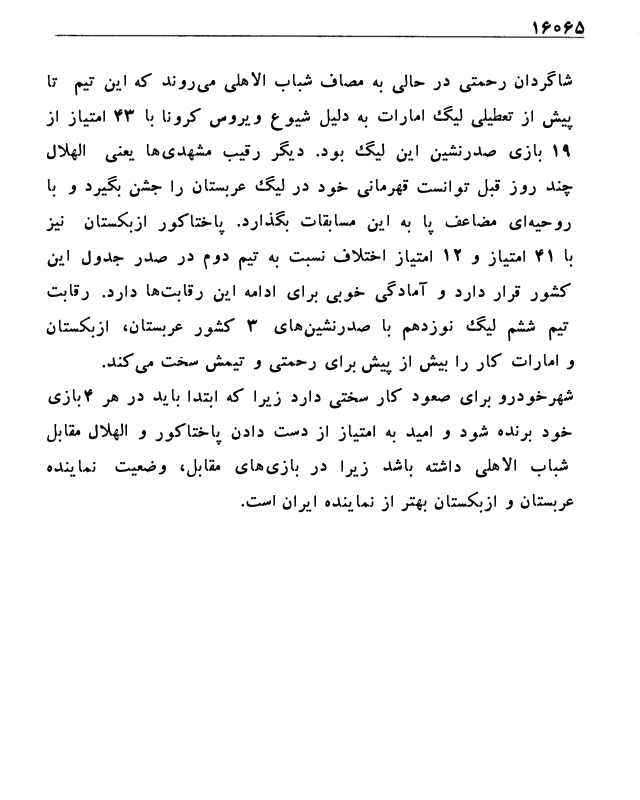 ۱۶۰۶۵
شاگردان رحمتی در حالی به مصاف شباب الاهلی می‌روند که این تیم تا
پیش از تعطیلی لیگ امارات به دلیل شیوع ویروس کرونا با ۴۳ امتیاز از
۱۹ بازی صدرنشین این لیگ بود. دیگر رقیب مشهدی‌ها یعنی الهلال
چند روز قبل توانست قهرمانی خود در لیگ عربستان را جشن بگیرد و با
روحیه‌ای مضاعف پا به این مسابقات بگذارد. پاختاکور ازبکستان نیز
با ۴۱ امتیاز و ۱۲ امتیاز اختلاف نسبت به تیم دوم در صدر جدول این
کشور قرار دارد و آمادگی خوبی برای ادامه این رقابت‌ها دارد. رقابت
تیم ششم لیگ نوزدهم با صدرنشین‌های ۳ کشور عربستان، ازبکستان
و امارات کار را بیش از پیش برای رحمتی و تیمش سخت می‌کند.
شهرخودرو برای صعود کار سختی دارد زیرا که ابتدا باید در هر ۴ بازی
خود برنده شود و امید به امتیاز از دست دادن پاختاکور و الهلال مقابل
شباب الاهلی داشته باشد زیرا در بازی‌های مقابل، وضعیت نماینده
عربستان و ازبکستان بهتر از نماینده ایران است.